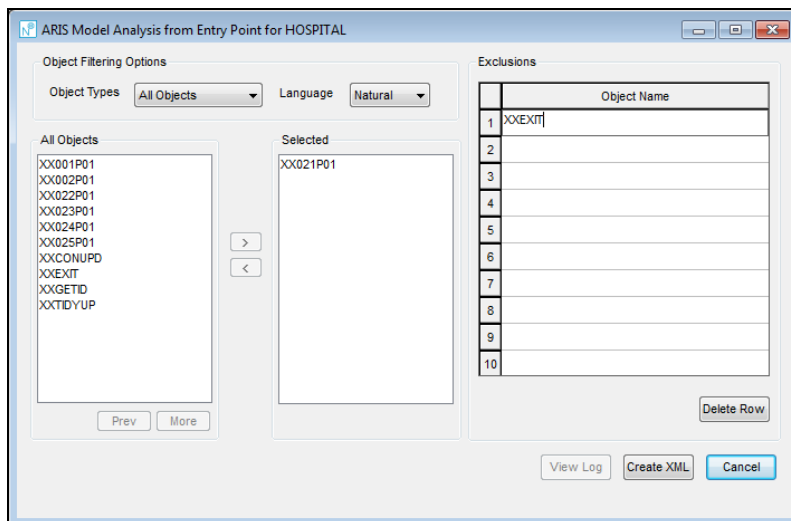 ARIS Model Analysis from Entry Point for HOSPITAL
Object Filtering Options
Object Types All Objects Language Natural
All Objects
XX001P01
XX002P01
XX022P01
XX023P01
XX024P01
XX025P01
XXCONUPD
XXEXIT
XXGETID
XXTIDYUP
Prev More
>
<
Selected
XX021P01
Exclusions
Object Name
1 XXEXIT
2
3
4
5
6
7
8
9
10
Delete Row
View Log Create XML Cancel